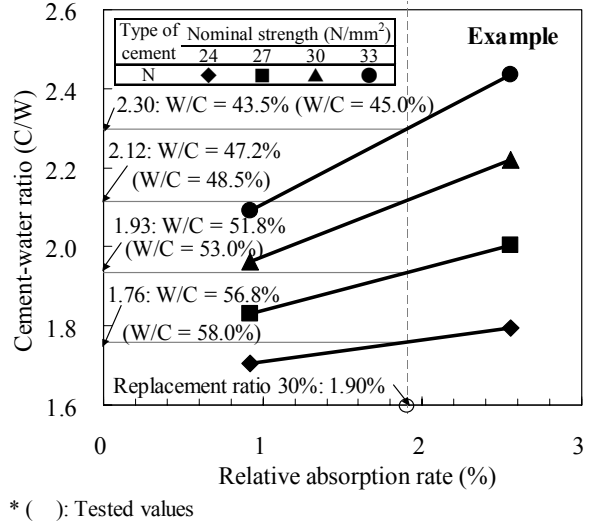 Type of cement Nominal strength (N/mm²)
24 27 30 33
N
Example
2.6
2.4
2.2
2.0
1.8
1.6
Cement-water ratio (C/W)
2.30: W/C = 43.5% (W/C = 45.0%)
2.12: W/C = 47.2%
(W/C = 48.5%)
1.93: W/C = 51.8%
(W/C = 53.0%)
1.76: W/C = 56.8%
(W/C = 58.0%)
Replacement ratio 30%: 1.90%
0 1 2 3
Relative absorption rate (%)
* ( ): Tested values